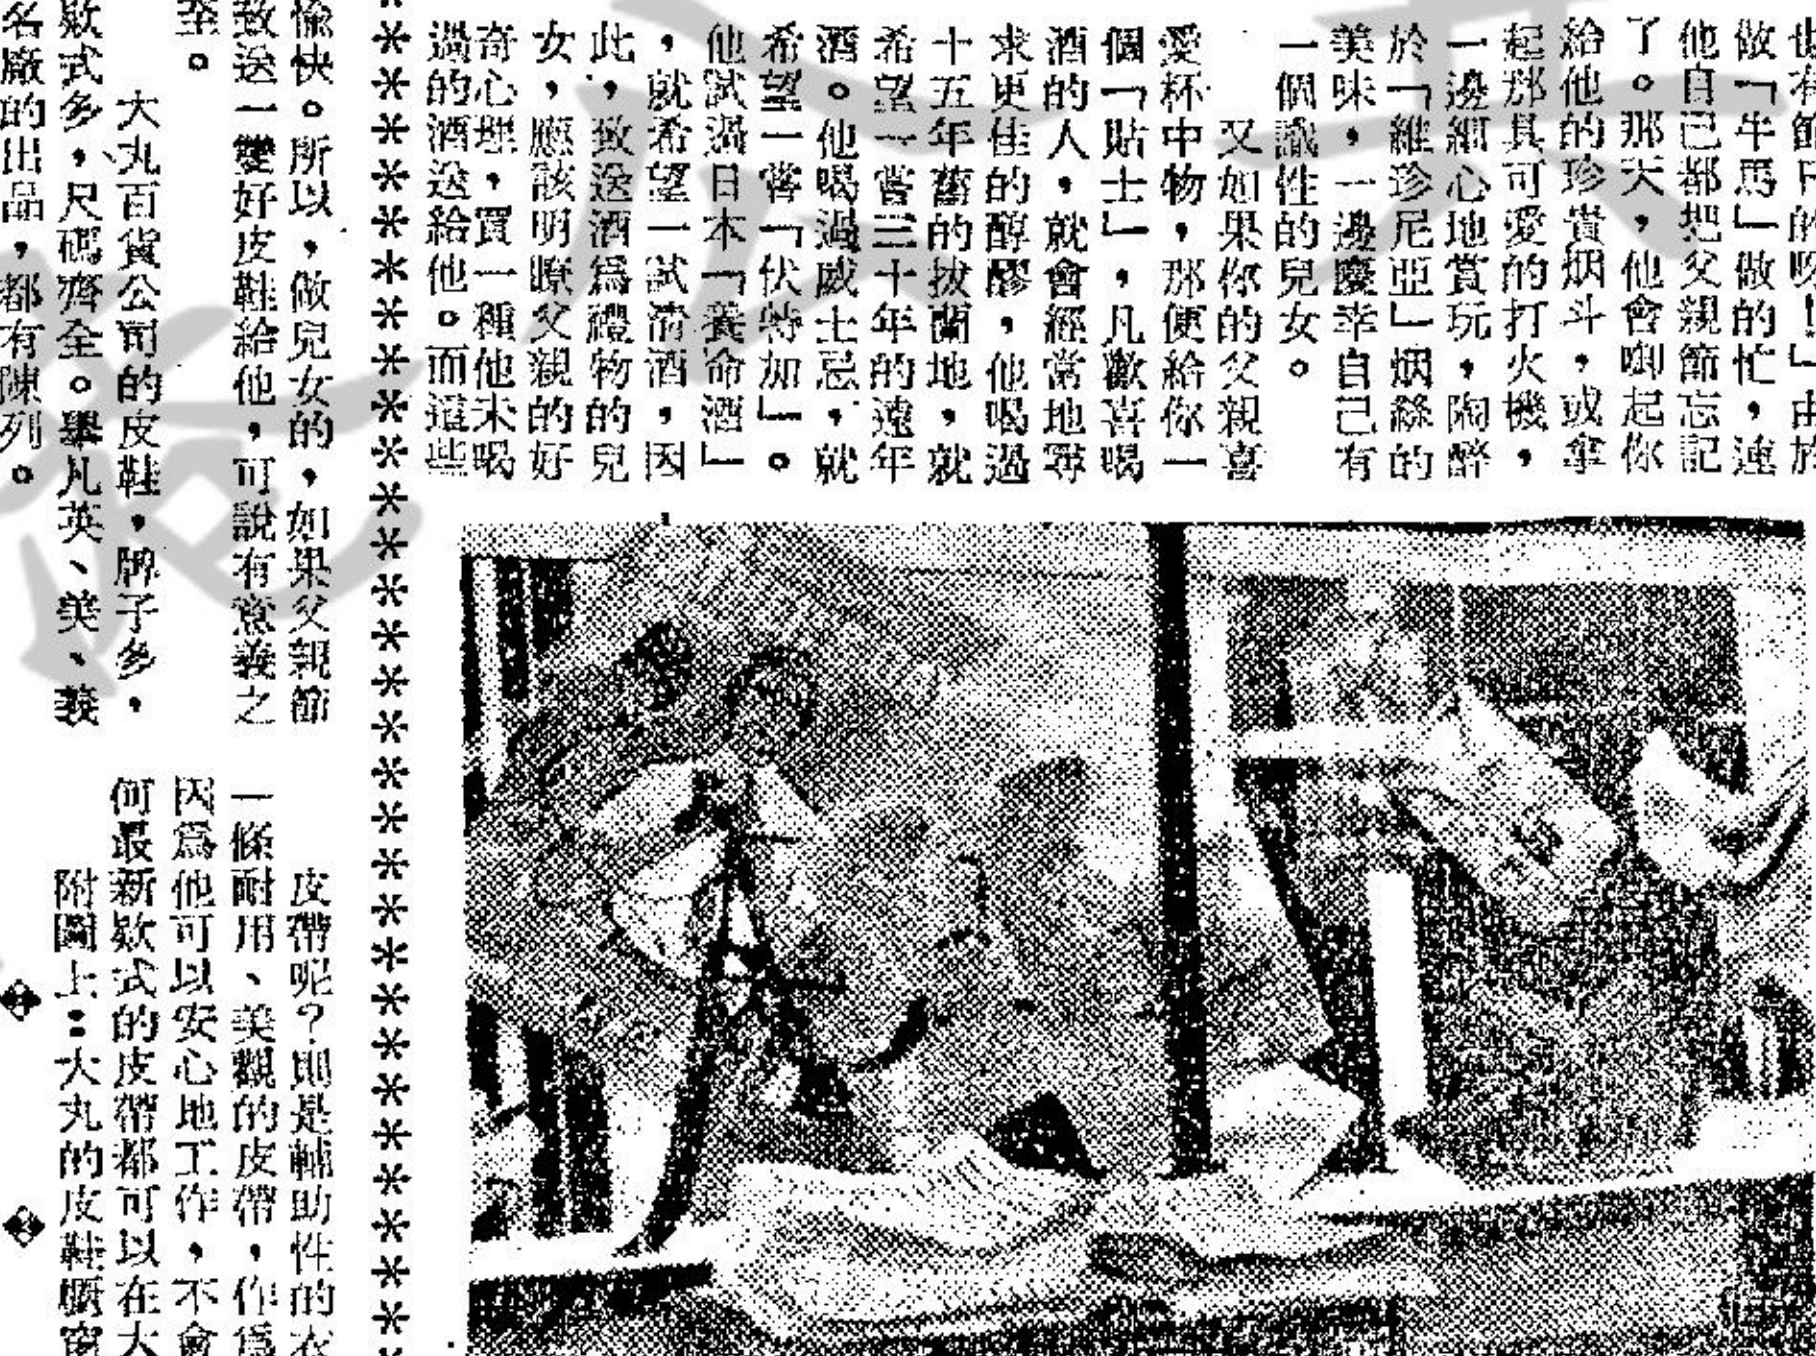 也有節日的呀！」由於
做「牛馬」做的忙，連
他自己都把父親節忘記
了。那天，他會啣起你
給他的珍貴烟斗，或拿
起那具可愛的打火機，
一邊細心地賞玩，陶醉
於「維珍尼亞」烟絲的
美味，一邊慶幸自己有
一個識性的兒女。
又如果你的父親喜
愛杯中物，那便給你一
個「貼士」，凡歡喜喝
酒的人，就會經常地尋
求更佳的醇醪，他喝過
十五年舊的拔蘭地，就
希望一嘗三十年的遠年
酒。他喝過威士忌，就
希望一嘗「伏特加」。
他試過日本「養命酒」
，就希望一試清酒，因
此，致送酒爲禮物的兒
女，應該明瞭父親的好
奇心理，買一種他未喝
過的酒送給他。而這些
愉快。所以，做兒女的，如果父親節
致送一雙好皮鞋給他，可說有意義之
至。
大丸百貨公司的皮鞋，牌子多，
欵式多，尺碼齊全。舉凡英、美、義
名廠的出品，都有陳列。
皮帶呢？則是輔助性的衣
一條耐用、美觀的皮帶，作爲
因爲他可以安心地工作，不會
何最新欵式的皮帶都可以在大
附圖上：大丸的皮鞋櫥窗